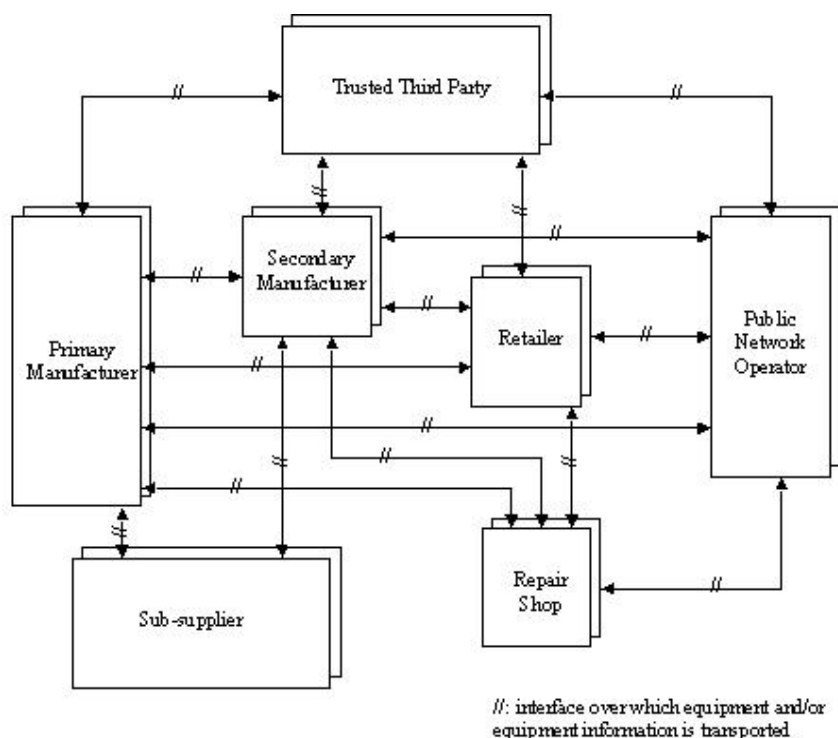 Trusted Third Party
//
//
//
//
Secondary
Manufacturer
//
//
//
Retailer
//
Public
Network
Operator
Primary
Manufacturer
//
//
//
//
//
//
Sub-supplier
Repair
Shop
//
//
//: interface over which equipment and/or
equipment information is transported